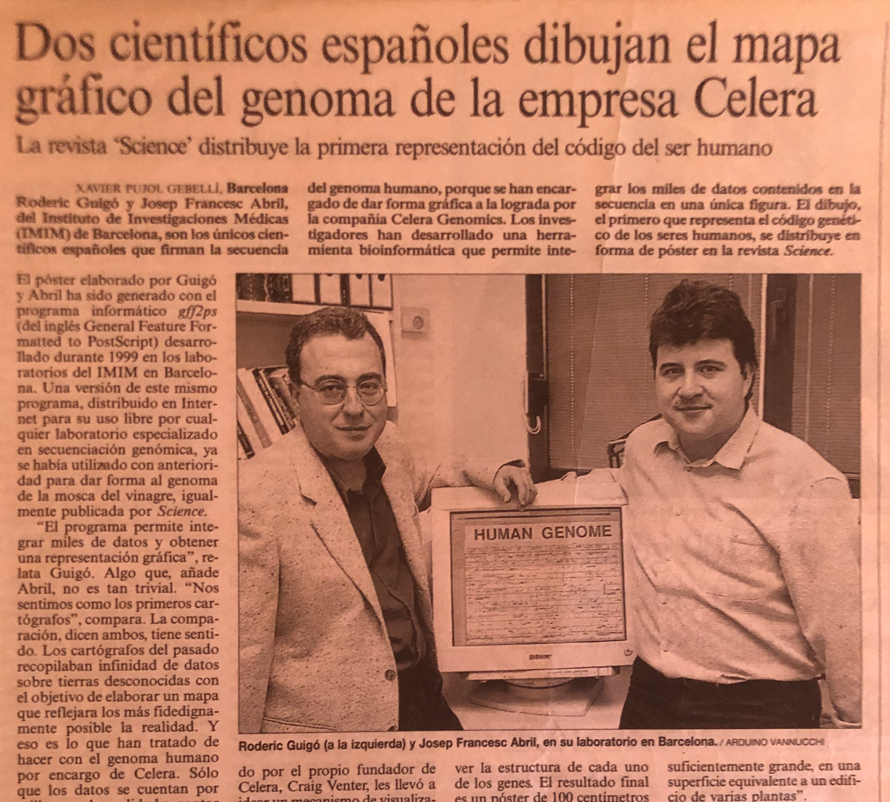 Dos científicos españoles dibujan el mapa
gráfico del genoma de la empresa Celera
La revista ‘Science’ distribuye la primera representación del código del ser humano
XAVIER PUJOL GEBELLÍ, Barcelona
Roderic Guigó y Josep Francesc Abril,
del Instituto de Investigaciones Médicas
(IMIM) de Barcelona, son los únicos cien-
tíficos españoles que firman la secuencia
del genoma humano, porque se han encar-
gado de dar forma gráfica a la lograda por
la compañía Celera Genomics. Los inves-
tigadores han desarrollado una herra-
mienta bioinformática que permite inte-
grar los miles de datos contenidos en la
secuencia en una única figura. El dibujo,
el primero que representa el código genéti-
co de los seres humanos, se distribuye en
forma de póster en la revista Science.
El póster elaborado por Guigó
y Abril ha sido generado con el
programa informático gff2ps
(del inglés General Feature For-
matted to PostScript) desarro-
llado durante 1999 en los labo-
ratorios del IMIM en Barcelo-
na. Una versión de este mismo
programa, distribuido en Inter-
net para su uso libre por cual-
quier laboratorio especializado
en secuenciación genómica, ya
se había utilizado con anteriori-
dad para dar forma al genoma
de la mosca del vinagre, igual-
mente publicada por Science.
“El programa permite inte-
grar miles de datos y obtener
una representación gráfica”, re-
lata Guigó. Algo que, añade
Abril, no es tan trivial. “Nos
sentimos como los primeros car-
tógrafos”, compara. La compa-
ración, dicen ambos, tiene senti-
do. Los cartógrafos del pasado
recopilaban infinidad de datos
sobre tierras desconocidas con
el objetivo de elaborar un mapa
que reflejara los más fidedigna-
mente posible la realidad. Y
eso es lo que han tratado de
hacer con el genoma humano
por encargo de Celera. Sólo
que los datos se cuentan por
HUMAN GENOME
Roderic Guigó (a la izquierda) y Josep Francesc Abril, en su laboratorio en Barcelona. / ARDUINO VANNUCCHI
do por el propio fundador de
Celera, Craig Venter, les llevó a
idear un mecanismo de visualiza-
ver la estructura de cada uno
de los genes. El resultado final
es un póster de 100 centímetros
suficientemente grande, en una
superficie equivalente a un edifi-
cio de varias plantas”.